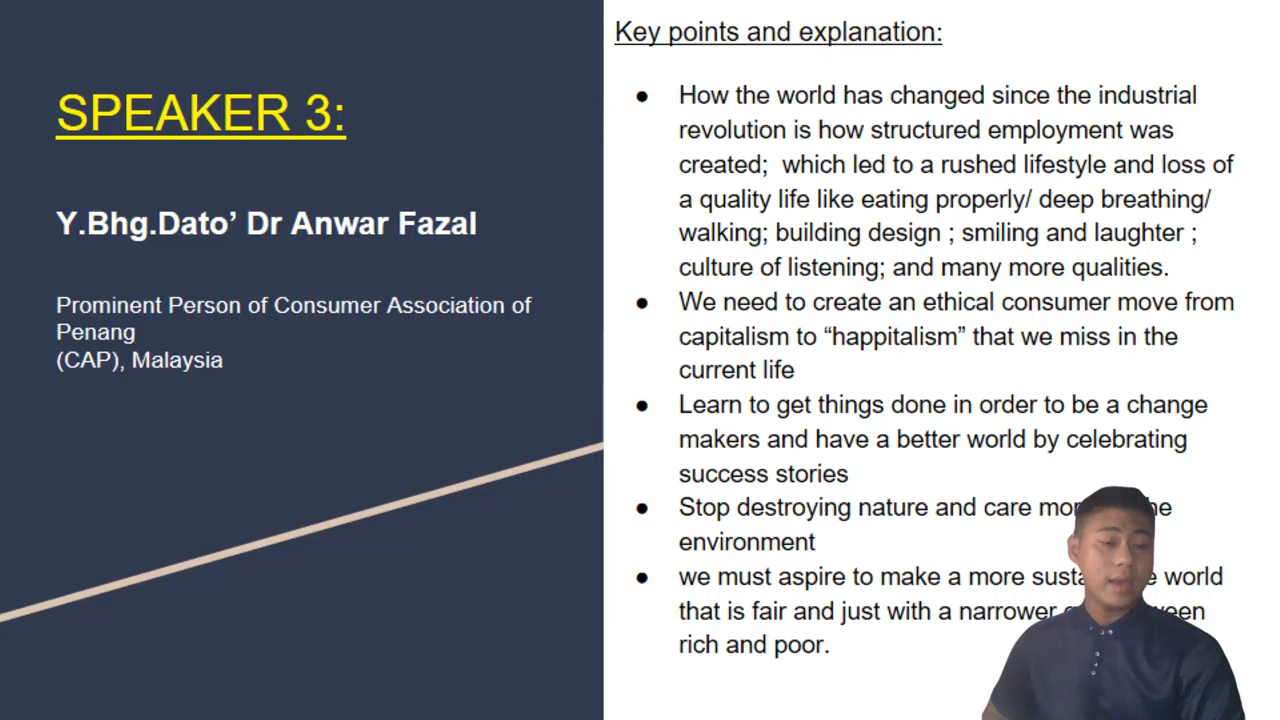 SPEAKER 3:
Y.Bhg.Dato’ Dr Anwar Fazal
Prominent Person of Consumer Association of
Penang
(CAP), Malaysia
Key points and explanation:
● How the world has changed since the industrial
revolution is how structured employment was
created; which led to a rushed lifestyle and loss of
a quality life like eating properly/ deep breathing/
walking; building design ; smiling and laughter ;
culture of listening; and many more qualities.
● We need to create an ethical consumer move from
capitalism to “happitalism” that we miss in the
current life
● Learn to get things done in order to be a change
makers and have a better world by celebrating
success stories
● Stop destroying nature and care
environment
● we must aspire to make a more world
that is fair and just with a narrower
rich and poor.